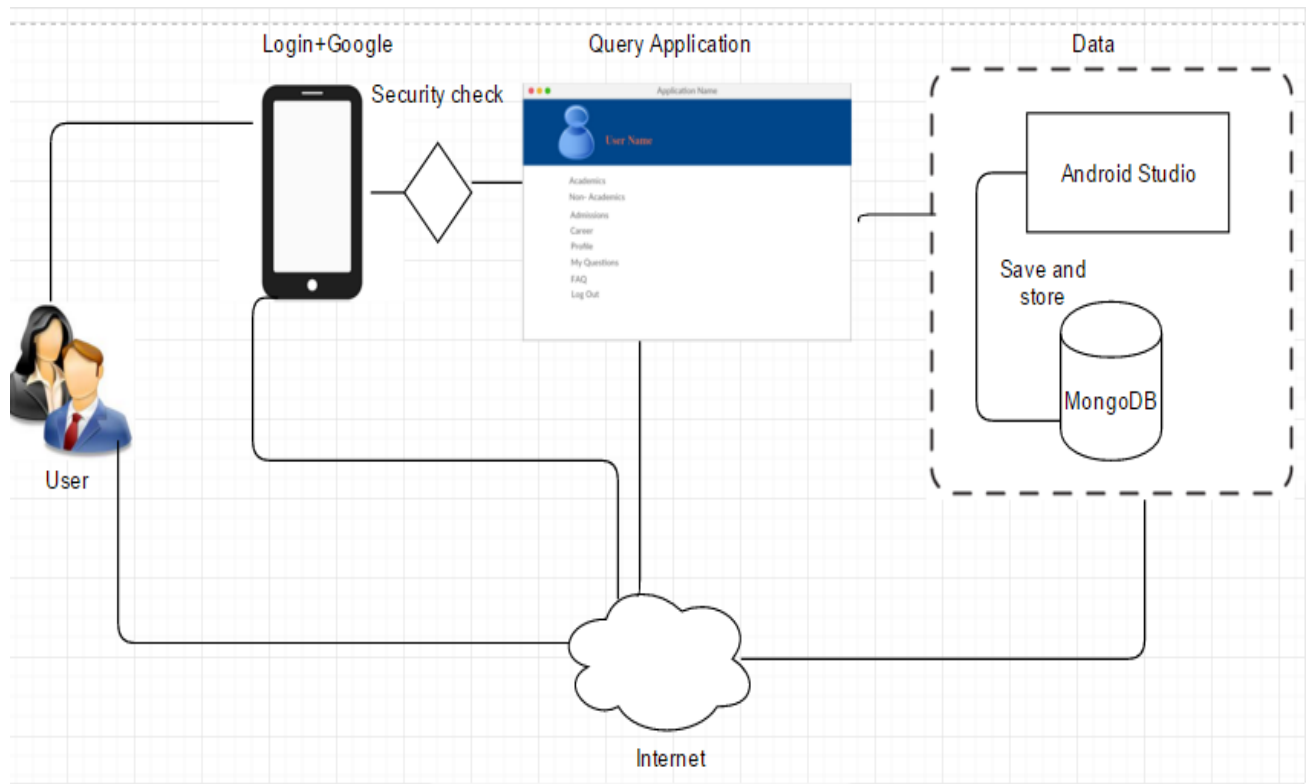 Login+Google
Query Application
Data
Security check
Application Name
User Name
Academics
Non- Academics
Admissions
Career
Profile
My Questions
FAQ
Log Out
Android Studio
Save and
store
MongoDB
User
Internet